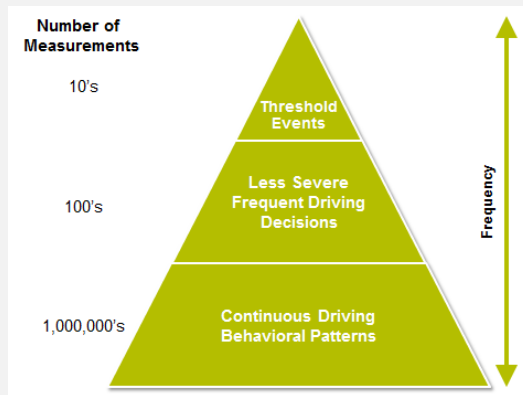 Number of
Measurements
10's
Threshold
Events
100's
Less Severe
Frequent Driving
Decisions
1,000,000's
Continuous Driving
Behavioral Patterns
Frequency